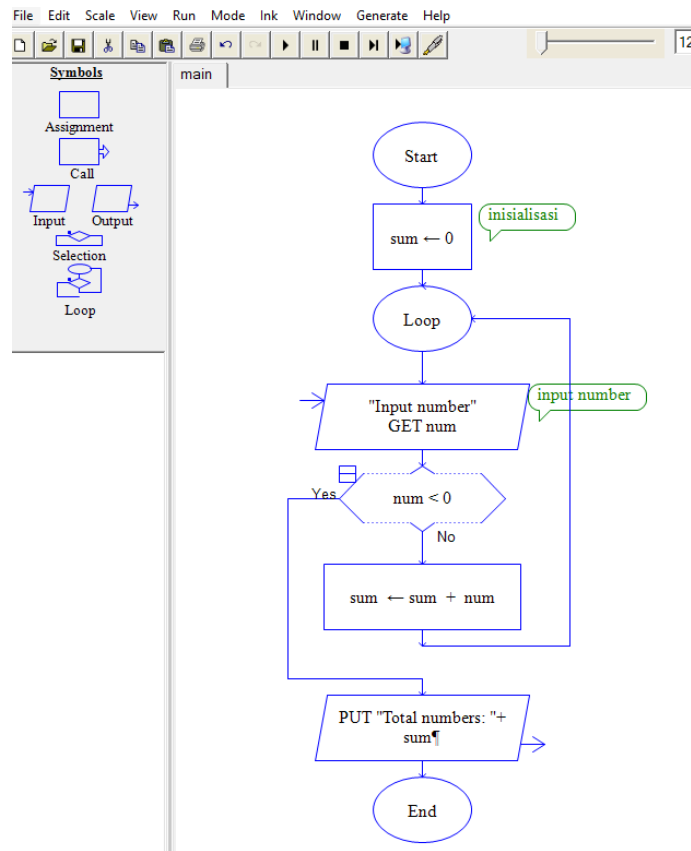 File Edit Scale View Run Mode Ink Window Generate Help
12
Symbols
Assignment
Call
Input Output
Selection
Loop
main
Start
inisialisasi
sum ← 0
Loop
"Input number"
GET num
input number
Yes
num < 0
No
sum ← sum + num
PUT "Total numbers: "+
sum¶
End